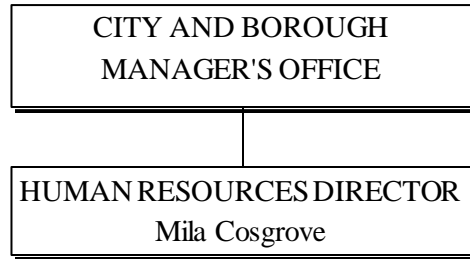 CITY AND BOROUGH
MANAGER'S OFFICE
HUMAN RESOURCES DIRECTOR
Mila Cosgrove